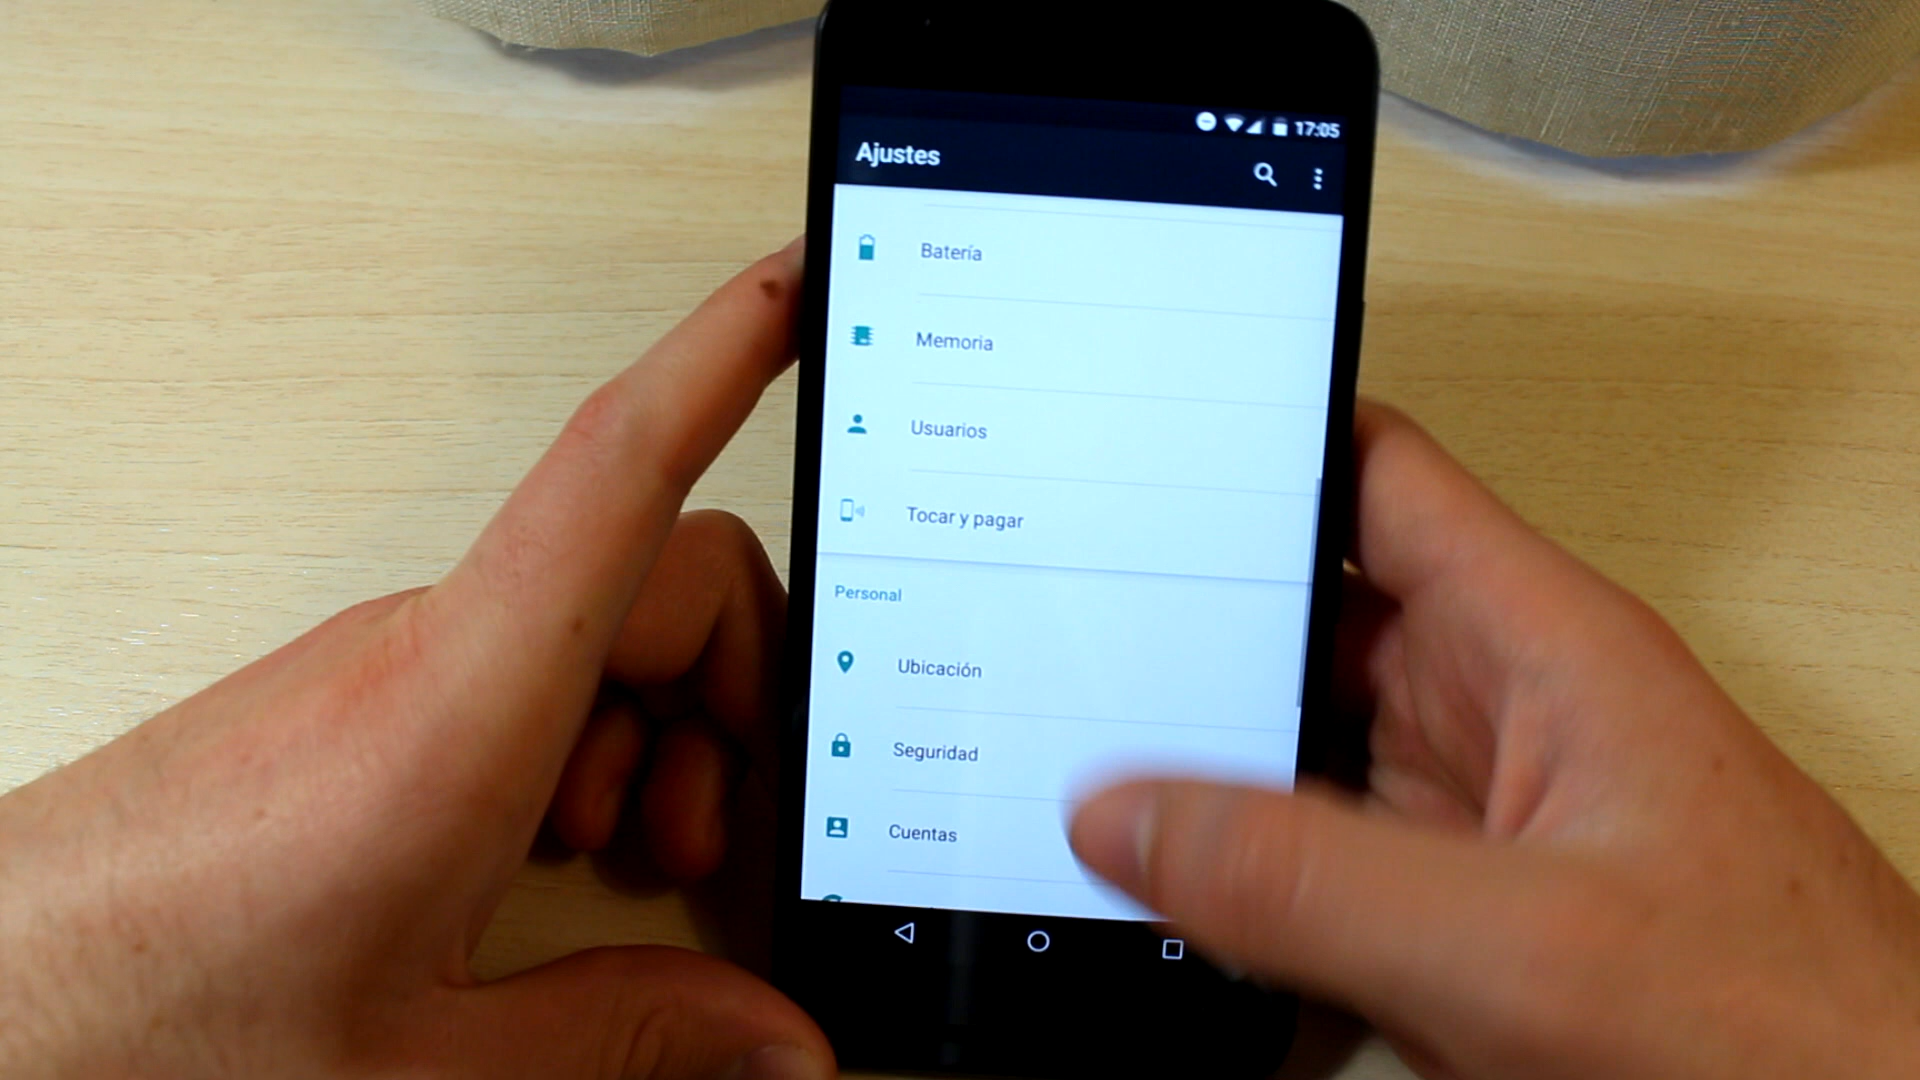 17:05
Ajustes
Batería
Memoria
Usuarios
Tocar y pagar
Personal
Ubicación
Seguridad
Cuentas